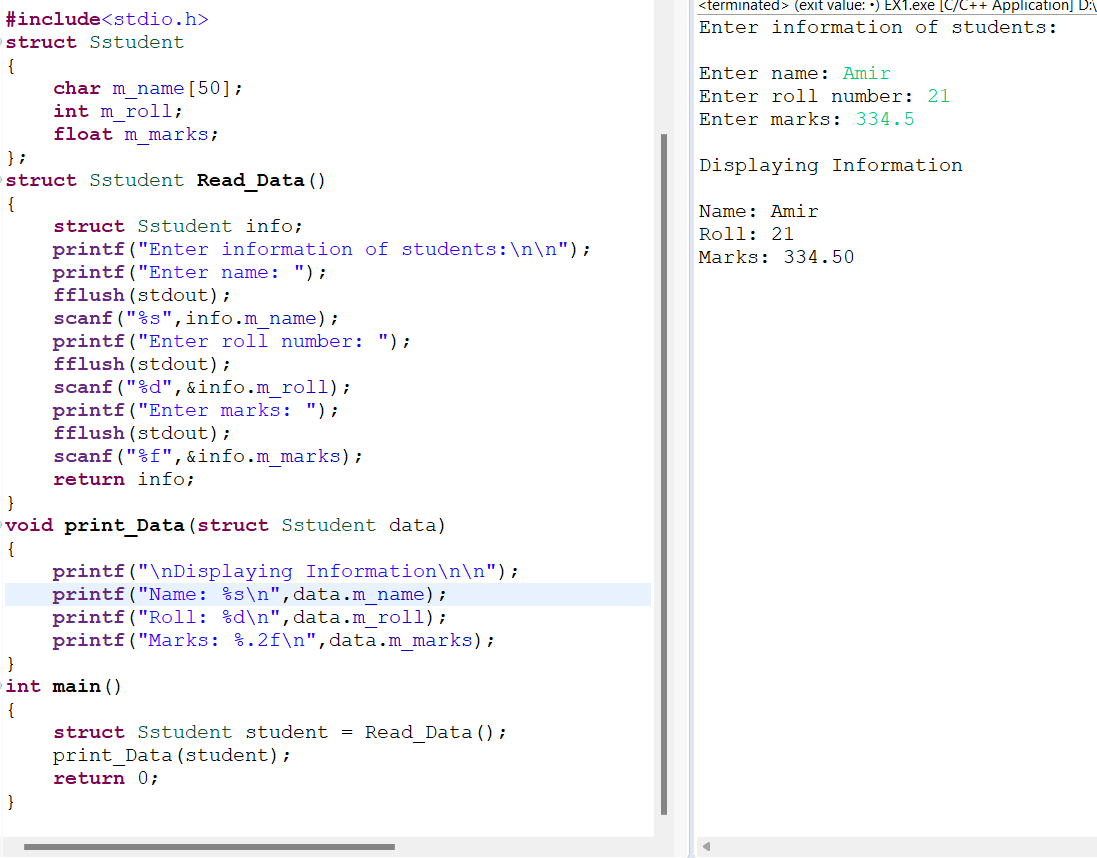 #include<stdio.h>
struct Sstudent
{
    char m_name[50];
    int m_roll;
    float m_marks;
};
struct Sstudent Read_Data()
{
    struct Sstudent info;
    printf("Enter information of students:\n\n");
    printf("Enter name: ");
    fflush(stdout);
    scanf("%s",info.m_name);
    printf("Enter roll number: ");
    fflush(stdout);
    scanf("%d",&info.m_roll);
    printf("Enter marks: ");
    fflush(stdout);
    scanf("%f",&info.m_marks);
    return info;
}
void print_Data(struct Sstudent data)
{
    printf("\nDisplaying Information\n\n");
    printf("Name: %s\n",data.m_name);
    printf("Roll: %d\n",data.m_roll);
    printf("Marks: %.2f\n",data.m_marks);
}
int main()
{
    struct Sstudent student = Read_Data();
    print_Data(student);
    return 0;
}
<terminated> (exit value: •) EX1.exe [C/C++ Application] D:\
Enter information of students:

Enter name: Amir
Enter roll number: 21
Enter marks: 334.5

Displaying Information

Name: Amir
Roll: 21
Marks: 334.50